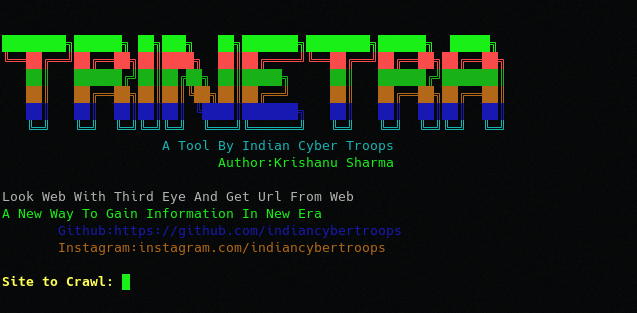 TRINETRA
A Tool By Indian Cyber Troops
Author:Krishanu Sharma
Look Web With Third Eye And Get Url From Web
A New Way To Gain Information In New Era
Github:https://github.com/indiancybertroops
Instagram:instagram.com/indiancybertroops
Site to Crawl: